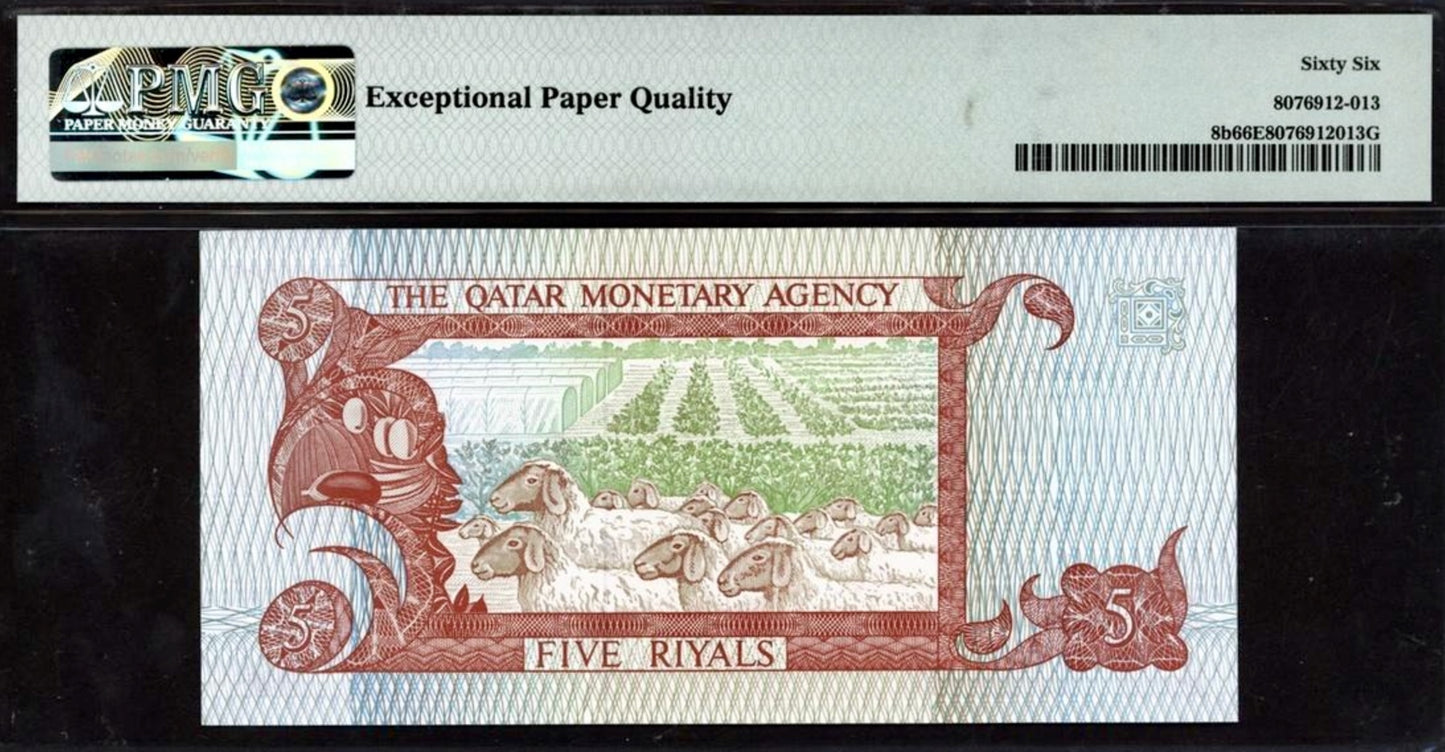 PMG
PAPER MONEY GUARANTY
Exceptional Paper Quality
Sixty Six
8076912-013
8b66E8076912013G
5
THE QATAR MONETARY AGENCY
5
5
FIVE RIYALS